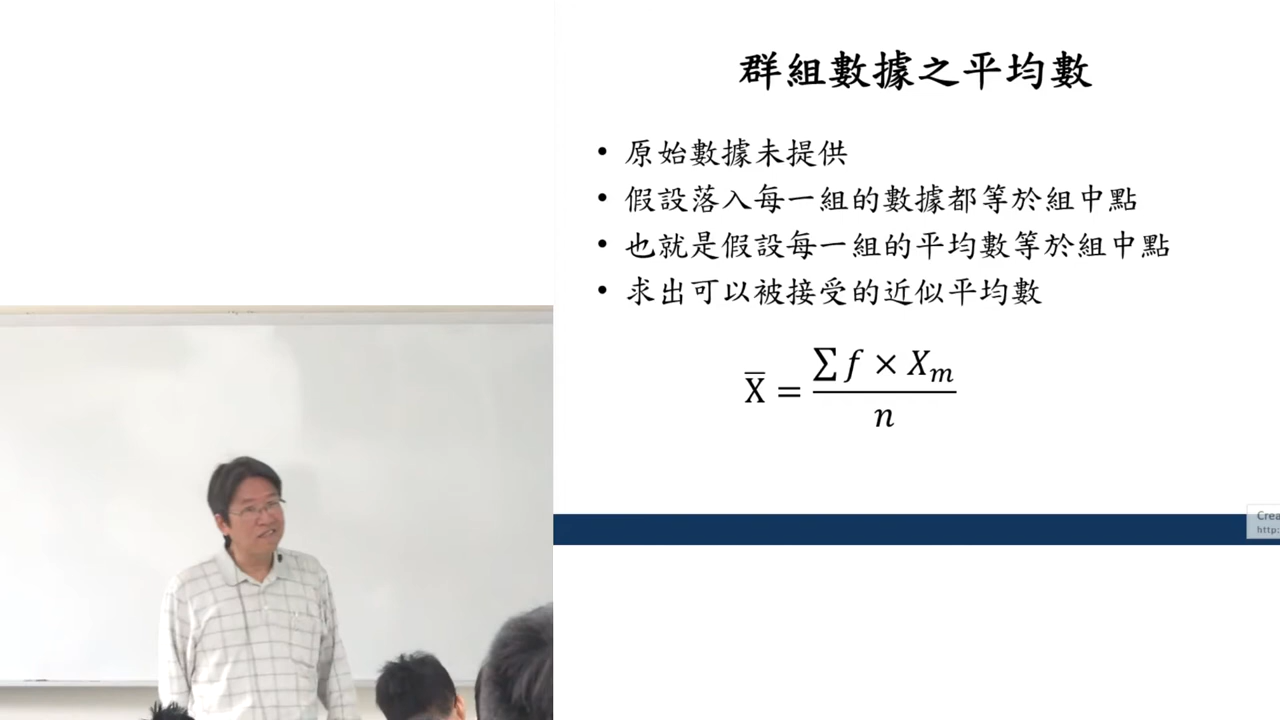 群組數據之平均數
• 原始數據未提供
• 假設落入每一組的數據都等於組中點
• 也就是假設每一組的平均數等於組中點
• 求出可以被接受的近似平均數
X̅ = ∑ f × Xₘ / n
Crea
http: